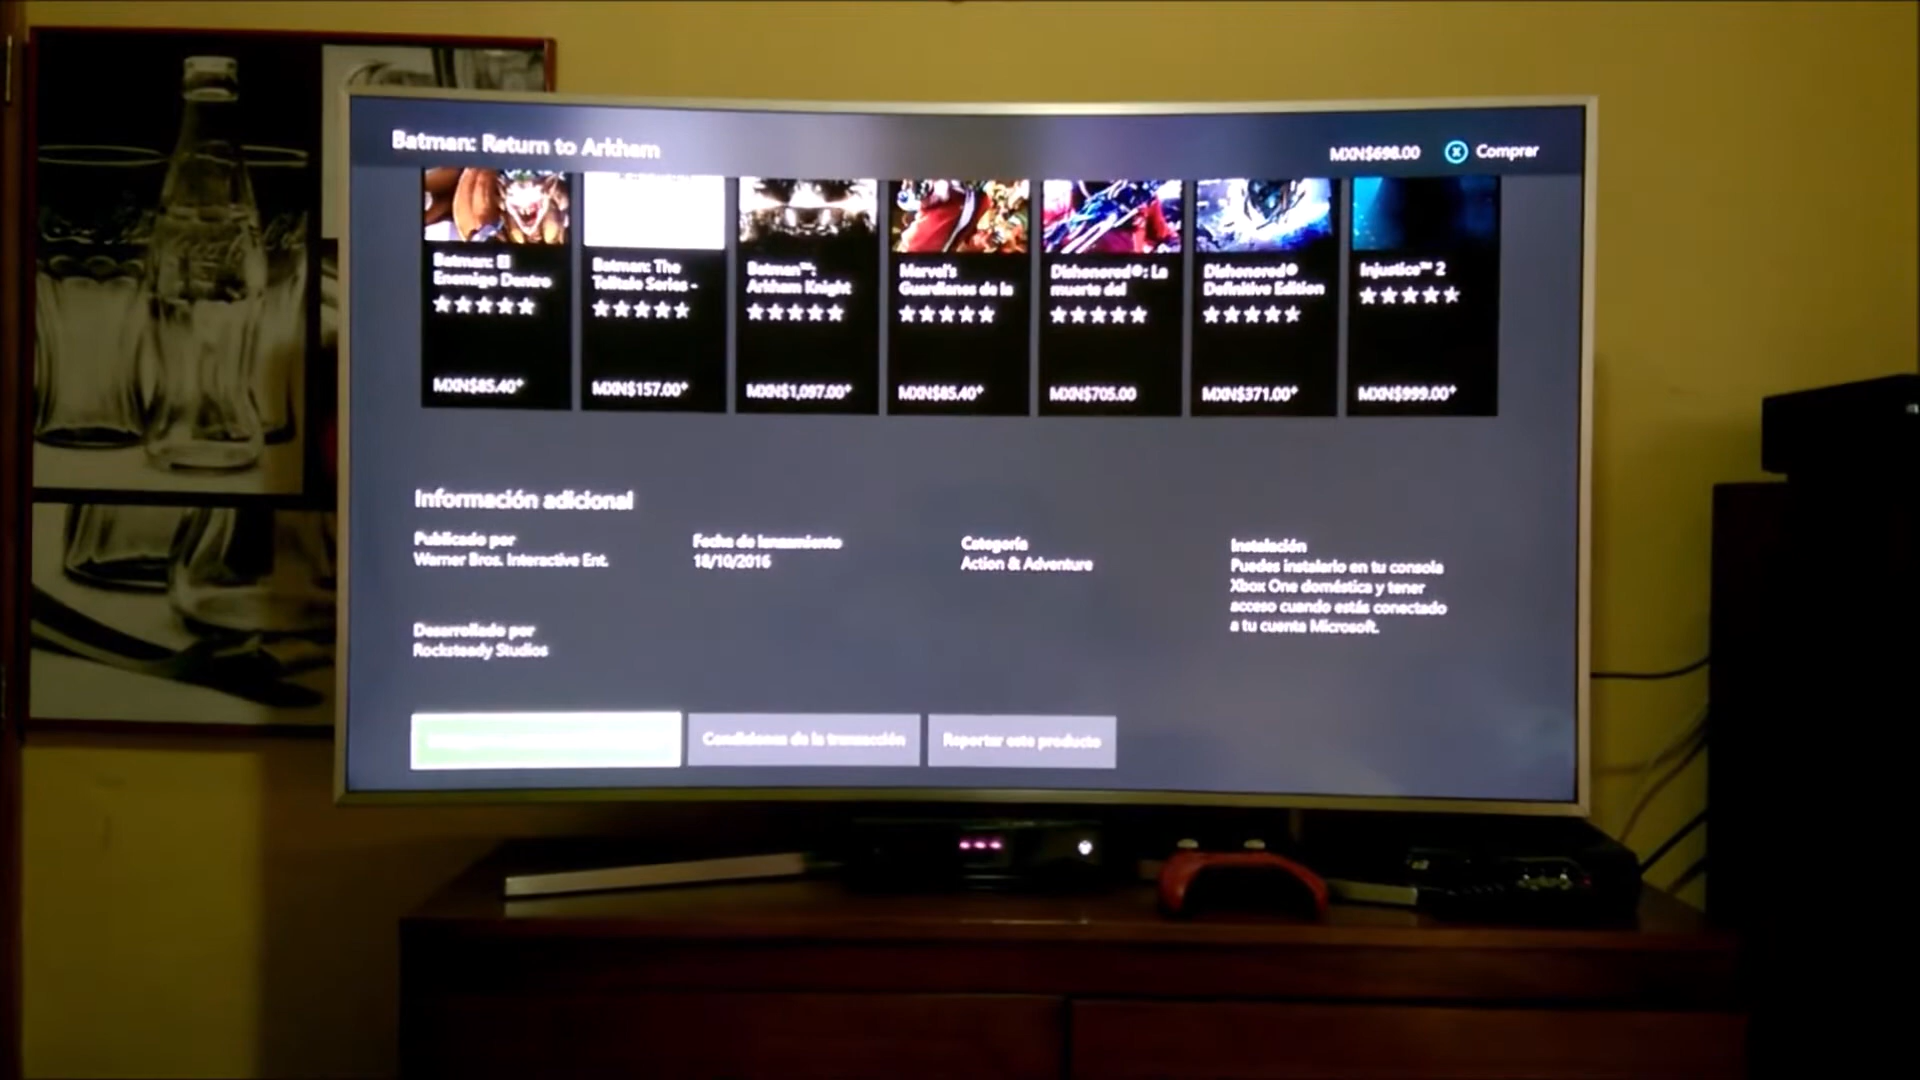 Batman: Return to Arkham
MXN$698.00
X Comprar
Batman: El
Enemigo Dentro
MXN$85.40+
Batman: The
Telltale Series -
MXN$157.00+
Batman™:
Arkham Knight
MXN$1,097.00+
Marvel's
Guardianes de la
MXN$85.40+
Dishonored®: La
muerte del
MXN$705.00
Dishonored®
Definitive Edition
MXN$371.00+
Injustice™ 2
MXN$999.00+
Información adicional
Publicado por
Warner Bros. Interactive Ent.
Fecha de lanzamiento
18/10/2016
Categoría
Action & Adventure
Instalación
Puedes instalarlo en tu consola
Xbox One doméstica y tener
acceso cuando estás conectado
a tu cuenta Microsoft.
Desarrollado por
Rocksteady Studios
Condiciones de la transacción
Reportar este producto